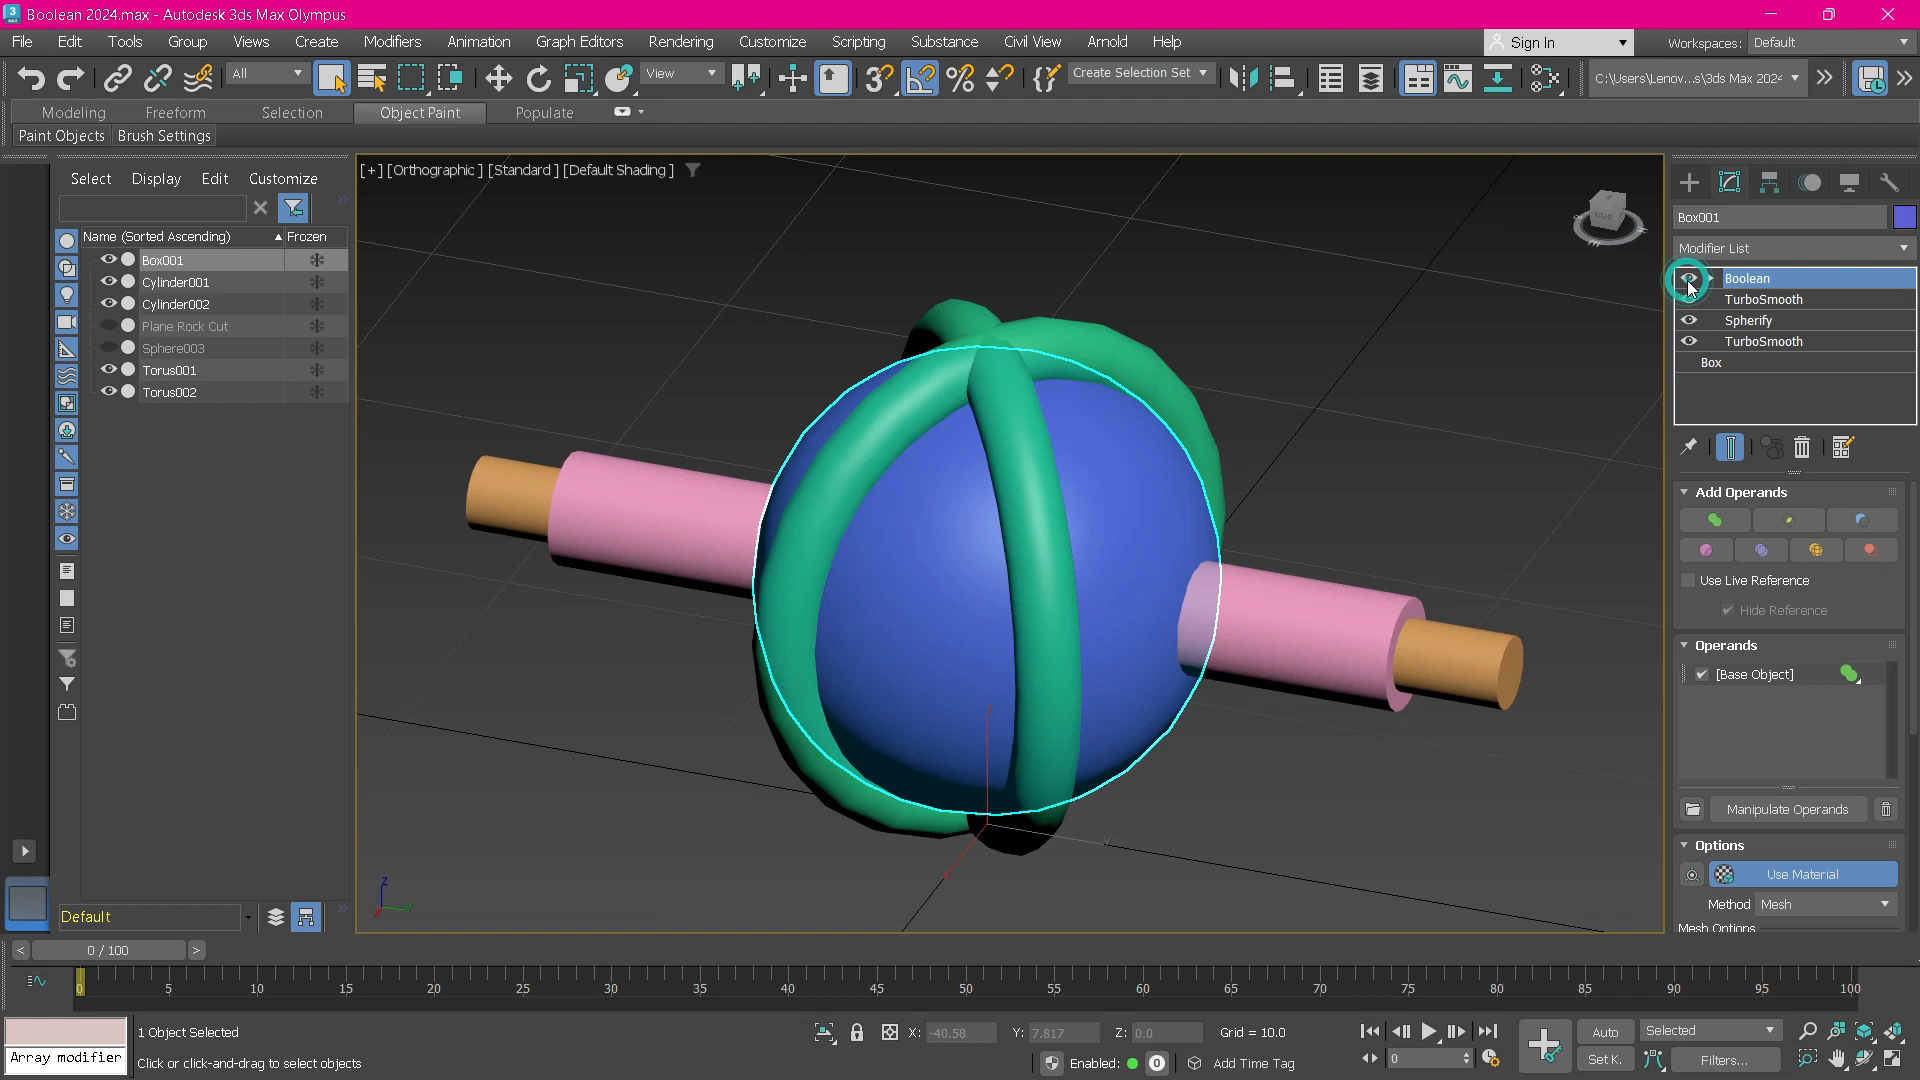 Boolean 2024.max - Autodesk 3ds Max Olympus
File Edit Tools Group Views Create Modifiers Animation Graph Editors Rendering Customize Scripting Substance Civil View Arnold Help
Sign In
Workspaces: Default
All
View
Create Selection Set
C:\Users\Lenov...s\3ds Max 2024
Modeling Freeform Selection Object Paint Populate
Paint Objects Brush Settings
Select Display Edit Customize
Name (Sorted Ascending) Frozen
Box001
Cylinder001
Cylinder002
Plane Rock Cut
Sphere003
Torus001
Torus002
Default
[+] [Orthographic ] [Standard ] [Default Shading ]
RIGHT
Box001
Modifier List
Boolean
TurboSmooth
Spherify
TurboSmooth
Box
Add Operands
Use Live Reference
Hide Reference
Operands
[Base Object]
Manipulate Operands
Options
Use Material
Method Mesh
Mesh Options
0 / 100
0 5 10 15 20 25 30 35 40 45 50 55 60 65 70 75 80 85 90 95 100
1 Object Selected
X: -40.58 Y: 7.817 Z: 0.0 Grid = 10.0
Auto Selected
Array modifier
Click or click-and-drag to select objects
Enabled: 0 Add Time Tag
0
Set K. Filters...